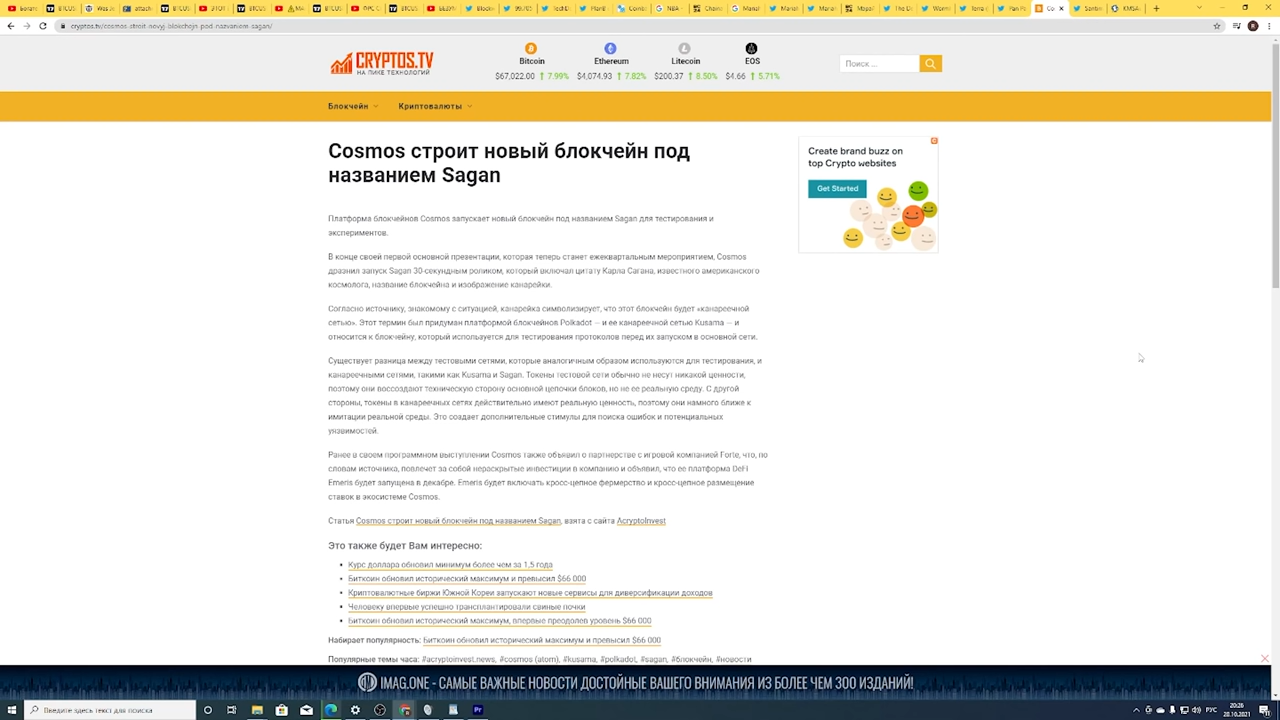 cryptos.tv/cosmos-stroit-novyj-blokchejn-pod-nazvaniem-sagan/
CRYPTOS.TV
НА ПИКЕ ТЕХНОЛОГИЙ
Bitcoin
$67,022.00 ↑ 7.99%
Ethereum
$4,074.93 ↑ 7.82%
Litecoin
$200.37 ↑ 8.50%
EOS
$4.66 ↑ 5.71%
Поиск ...
Блокчейн
Криптовалюты
Cosmos строит новый блокчейн под
названием Sagan
Create brand buzz on
top Crypto websites
Get Started
Платформа блокчейнов Cosmos запускает новый блокчейн под названием Sagan для тестирования и
экспериментов.
В конце своей первой основной презентации, которая теперь станет ежеквартальным мероприятием, Cosmos
дразнил запуск Sagan 30-секундным роликом, который включал цитату Карла Сагана, известного американского
космолога, название блокчейна и изображение канарейки.
Согласно источнику, знакомому с ситуацией, канарейка символизирует, что этот блокчейн будет «канареечной
сетью». Этот термин был придуман платформой блокчейнов Polkadot — и ее канареечной сетью Kusama — и
относится к блокчейну, который используется для тестирования протоколов перед их запуском в основной сети.
Существует разница между тестовыми сетями, которые аналогичным образом используются для тестирования, и
канареечными сетями, такими как Kusama и Sagan. Токены тестовой сети обычно не несут никакой ценности,
поэтому они воссоздают техническую сторону основной цепочки блоков, но не ее реальную среду. С другой
стороны, токены в канареечных сетях действительно имеют реальную ценность, поэтому они намного ближе к
имитации реальной среды. Это создает дополнительные стимулы для поиска ошибок и потенциальных
уязвимостей.
Ранее в своем программном выступлении Cosmos также объявил о партнерстве с игровой компанией Forte, что, по
словам источника, повлечет за собой нераскрытые инвестиции в компанию и объявил, что ее платформа DeFi
Emeris будет запущена в декабре. Emeris будет включать кросс-цепное фермерство и кросс-цепное размещение
ставок в экосистеме Cosmos.
Статья Cosmos строит новый блокчейн под названием Sagan, взята с сайта AcryptoInvest
Это также будет Вам интересно:
• Курс доллара обновил минимум более чем за 1,5 года
• Биткоин обновил исторический максимум и превысил $66 000
• Криптовалютные биржи Южной Кореи запускают новые сервисы для диверсификации доходов
• Человеку впервые успешно трансплантировали свиные почки
• Биткоин обновил исторический максимум, впервые преодолев уровень $66 000
Набирает популярность: Биткоин обновил исторический максимум и превысил $66 000
Популярные темы часа: #acryptoinvest.news, #cosmos (atom), #kusama, #polkadot, #sagan, #блокчейн, #новости
IMAG.ONE - САМЫЕ ВАЖНЫЕ НОВОСТИ ДОСТОЙНЫЕ ВАШЕГО ВНИМАНИЯ ИЗ БОЛЕЕ ЧЕМ 300 ИЗДАНИЙ!
Введите здесь текст для поиска
РУС
20:26
28.10.2021